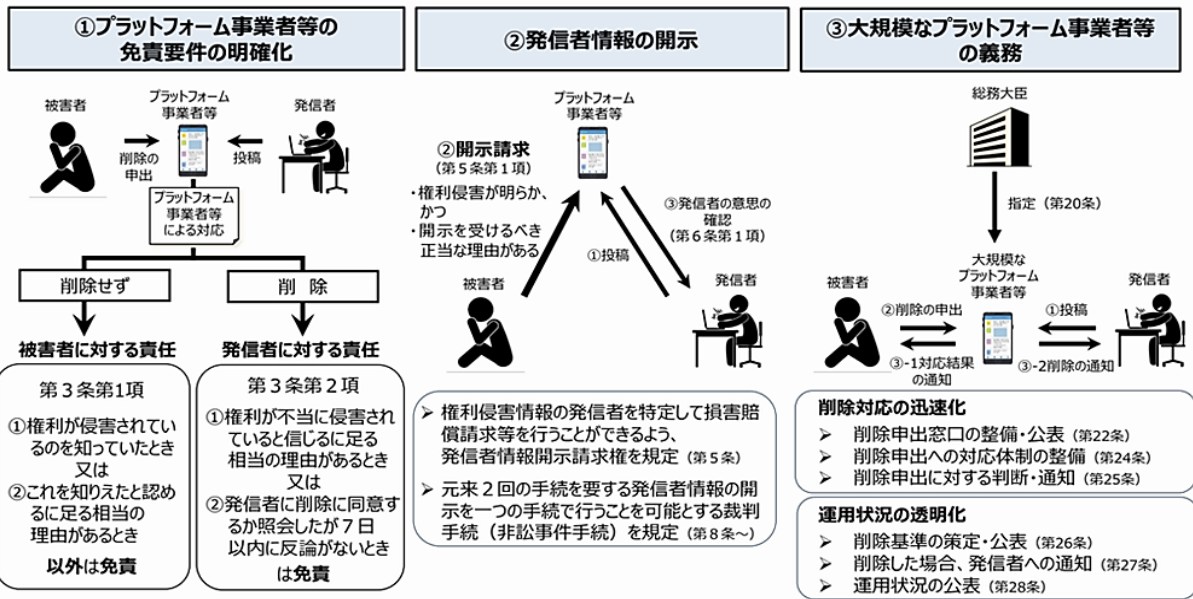 ①プラットフォーム事業者等の
免責要件の明確化
被害者
プラットフォーム
事業者等
発信者
削除の
申出
投稿
プラットフォーム
事業者等
による対応
削除せず
削 除
被害者に対する責任
発信者に対する責任
第３条第1項
①権利が侵害されてい
るのを知っていたとき
又は
②これを知りえたと認め
るに足る相当の
理由があるとき
以外は免責
第３条第２項
①権利が不当に侵害され
ていると信じるに足る
相当の理由があるとき
又は
②発信者に削除に同意す
るか照会したが７日
以内に反論がないとき
は免責
②発信者情報の開示
プラットフォーム
事業者等
②開示請求
（第５条第１項）
・権利侵害が明らか、
かつ
・開示を受けるべき
正当な理由がある
③発信者の意思の
確認
（第６条第１項）
①投稿
被害者
発信者
➢ 権利侵害情報の発信者を特定して損害賠
償請求等を行うことができるよう、
発信者情報開示請求権を規定（第５条）
➢ 元来２回の手続を要する発信者情報の開
示を一つの手続で行うことを可能とする裁判
手続（非訟事件手続）を規定（第８条～）
③大規模なプラットフォーム事業者等
の義務
総務大臣
指定（第20条）
被害者
大規模な
プラットフォーム
事業者等
発信者
②削除の申出
①投稿
③-1対応結果
の通知
③-2削除の通知
削除対応の迅速化
➢ 削除申出窓口の整備・公表（第22条）
➢ 削除申出への対応体制の整備（第24条）
➢ 削除申出に対する判断・通知（第25条）
運用状況の透明化
➢ 削除基準の策定・公表（第26条）
➢ 削除した場合、発信者への通知（第27条）
➢ 運用状況の公表（第28条）